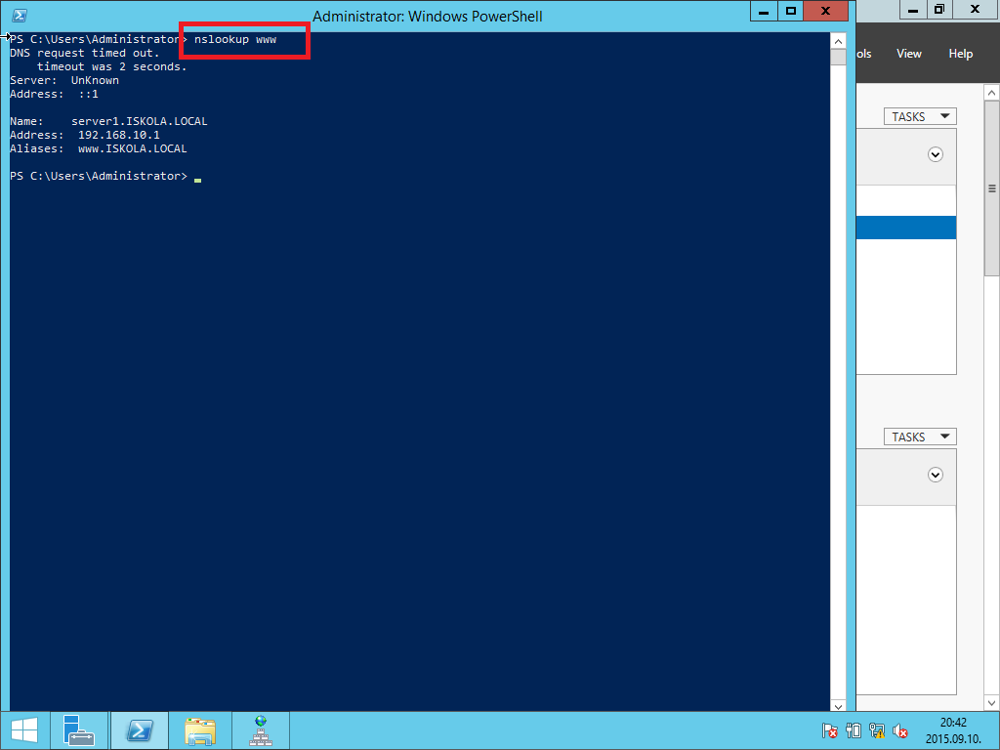 Administrator: Windows PowerShell
PS C:\Users\Administrator> nslookup www
DNS request timed out.
    timeout was 2 seconds.
Server:  UnKnown
Address:  ::1
Name:    server1.ISKOLA.LOCAL
Address:  192.168.10.1
Aliases:  www.ISKOLA.LOCAL
PS C:\Users\Administrator>
ols View Help
TASKS
TASKS
20:42
2015.09.10.